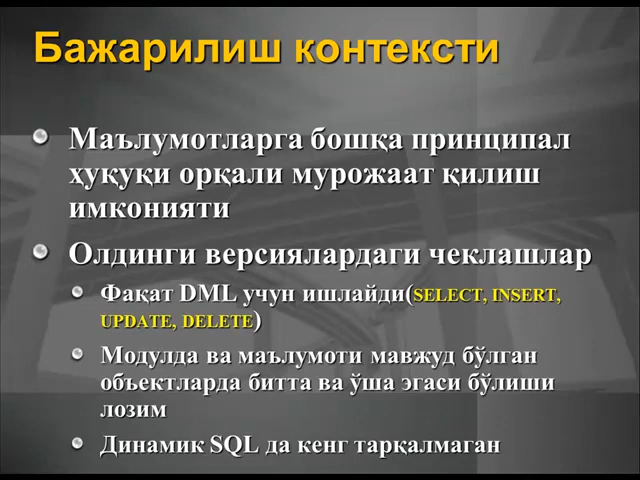 Бажарилиш контексти
Маълумотларга бошқа принципал
ҳуқуқи орқали мурожаат қилиш
имконияти
Олдинги версиялардаги чеклашлар
Фақат DML учун ишлайди(SELECT, INSERT,
UPDATE, DELETE)
Модулда ва маълумоти мавжуд бўлган
объектларда битта ва ўша эгаси бўлиши
лозим
Динамик SQL да кенг тарқалмаган